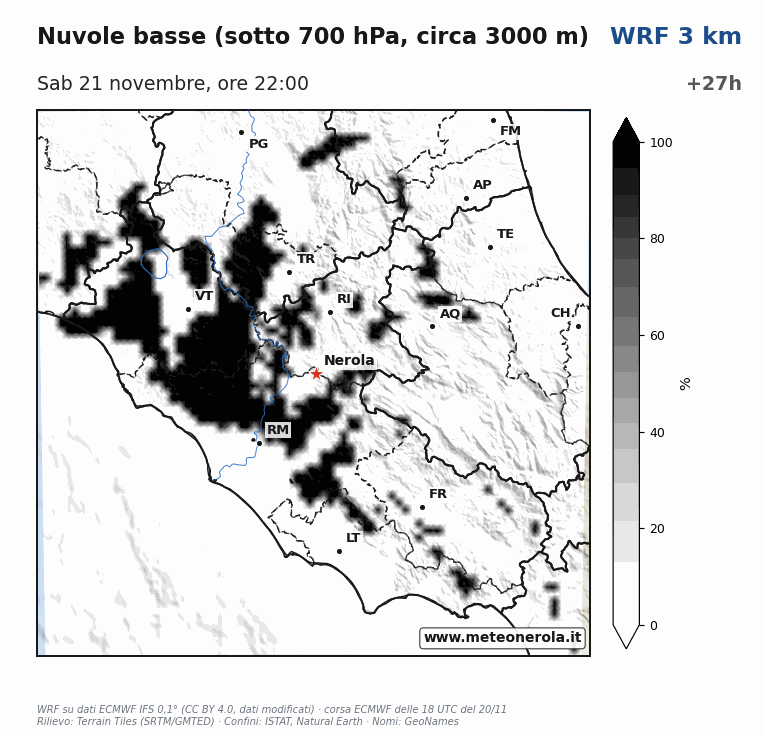 Nuvole basse (sotto 700 hPa, circa 3000 m) WRF 3 km
Sab 21 novembre, ore 22:00 +27h
FM
PG
AP
TE
TR
VT
RI
AQ
CH
Nerola
RM
FR
LT
www.meteonerola.it
100
80
60
40
20
0
%
WRF su dati ECMWF IFS 0,1° (CC BY 4.0, dati modificati) · corsa ECMWF delle 18 UTC del 20/11
Rilievo: Terrain Tiles (SRTM/GMTED) · Confini: ISTAT, Natural Earth · Nomi: GeoNames